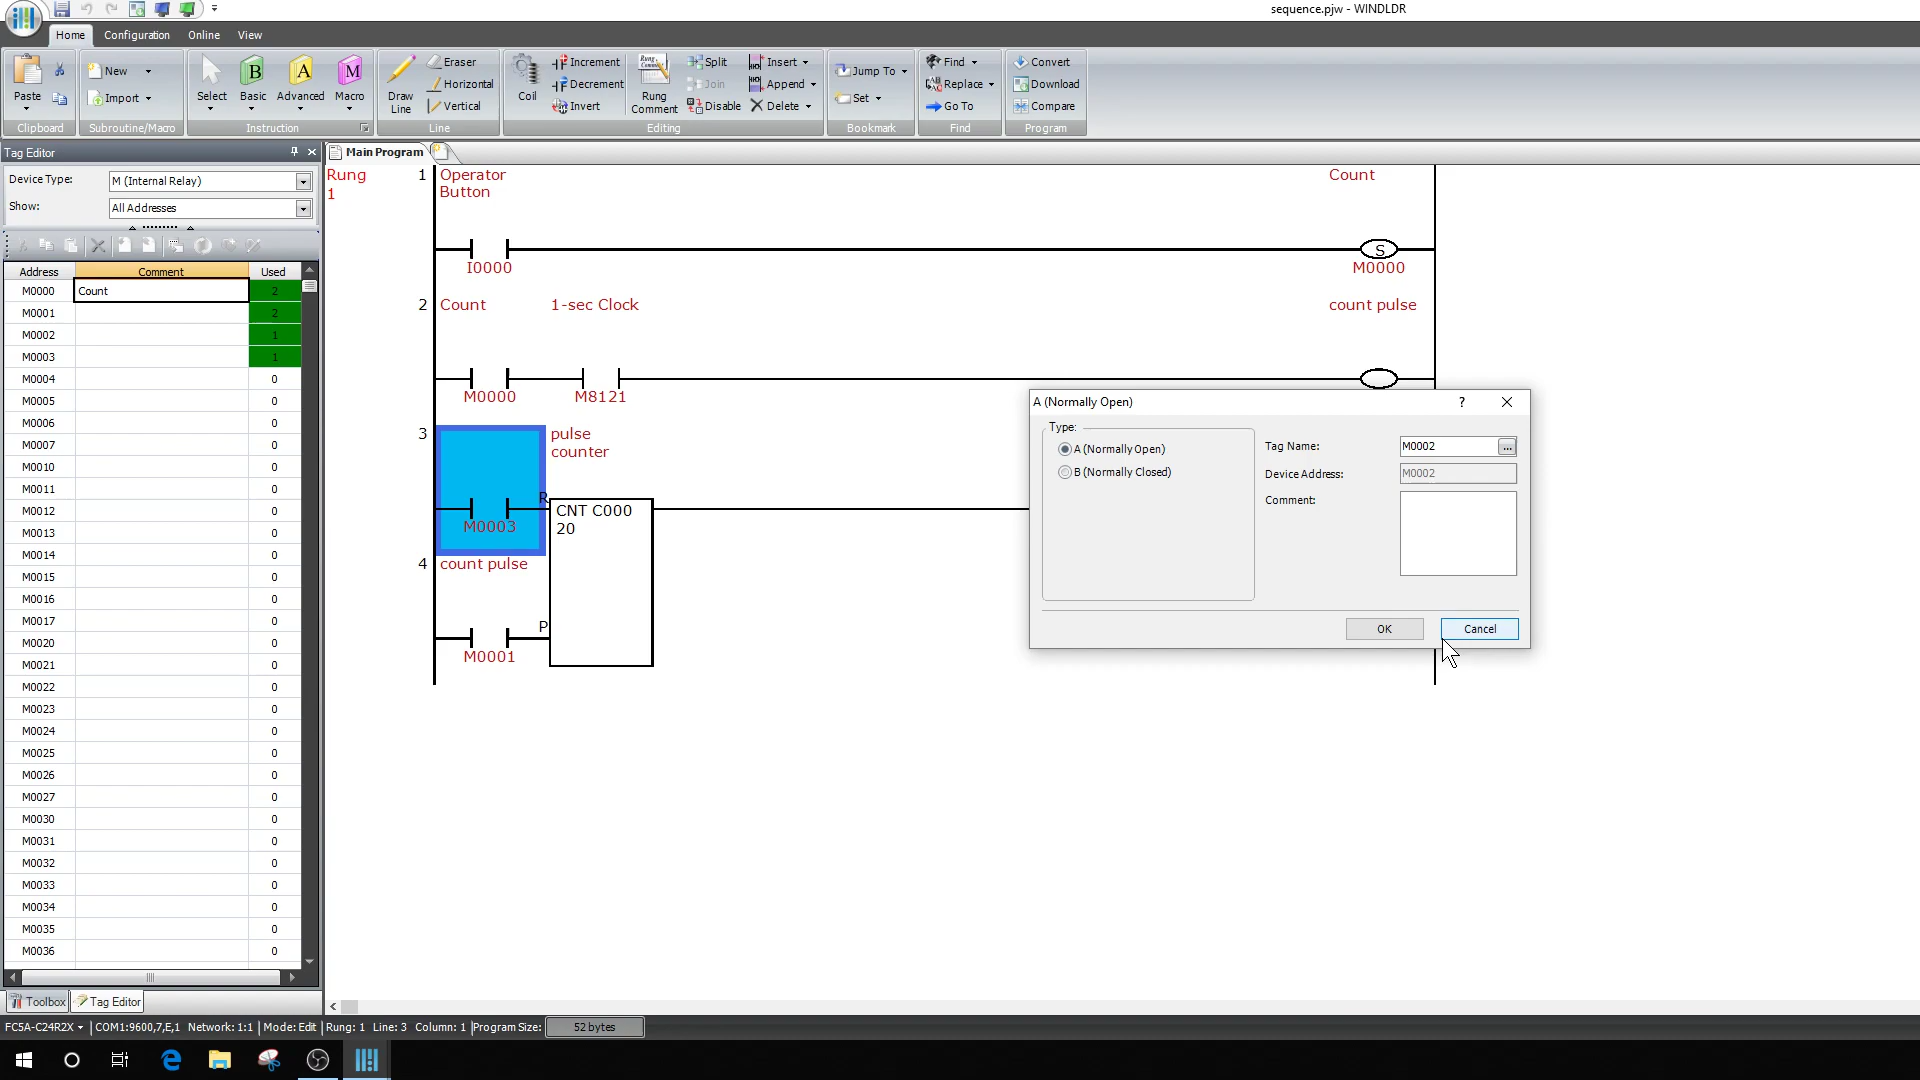 sequence.pjw - WINDLDR
Home Configuration Online View
Paste
Clipboard
New
Import
Subroutine/Macro
Select Basic Advanced Macro
B A M
Instruction
Draw Line
Eraser
Horizontal
Vertical
Line
Coil
Increment
Decrement
Invert
Rung Comment
Split
Join
Disable
Insert
Append
Delete
Editing
Jump To
Set
Bookmark
Find
Replace
Go To
Find
Convert
Download
Compare
Program
Tag Editor
Device Type: M (Internal Relay)
Show: All Addresses
Address Comment Used
M0000 Count 2
M0001 2
M0002 1
M0003 1
M0004 0
M0005 0
M0006 0
M0007 0
M0010 0
M0011 0
M0012 0
M0013 0
M0014 0
M0015 0
M0016 0
M0017 0
M0020 0
M0021 0
M0022 0
M0023 0
M0024 0
M0025 0
M0026 0
M0027 0
M0030 0
M0031 0
M0032 0
M0033 0
M0034 0
M0035 0
M0036 0
Toolbox Tag Editor
Main Program
Rung 1
1 Operator Button Count
S
I0000 M0000
2 Count 1-sec Clock count pulse
M0000 M8121
3 pulse counter
R
CNT C000
20
M0003
4 count pulse
P
M0001
A (Normally Open) ?
Type:
A (Normally Open)
B (Normally Closed)
Tag Name: M0002 ...
Device Address: M0002
Comment:
OK Cancel
FC5A-C24R2X COM1:9600,7,E,1 Network: 1:1 Mode: Edit Rung: 1 Line: 3 Column: 1 Program Size: 52 bytes